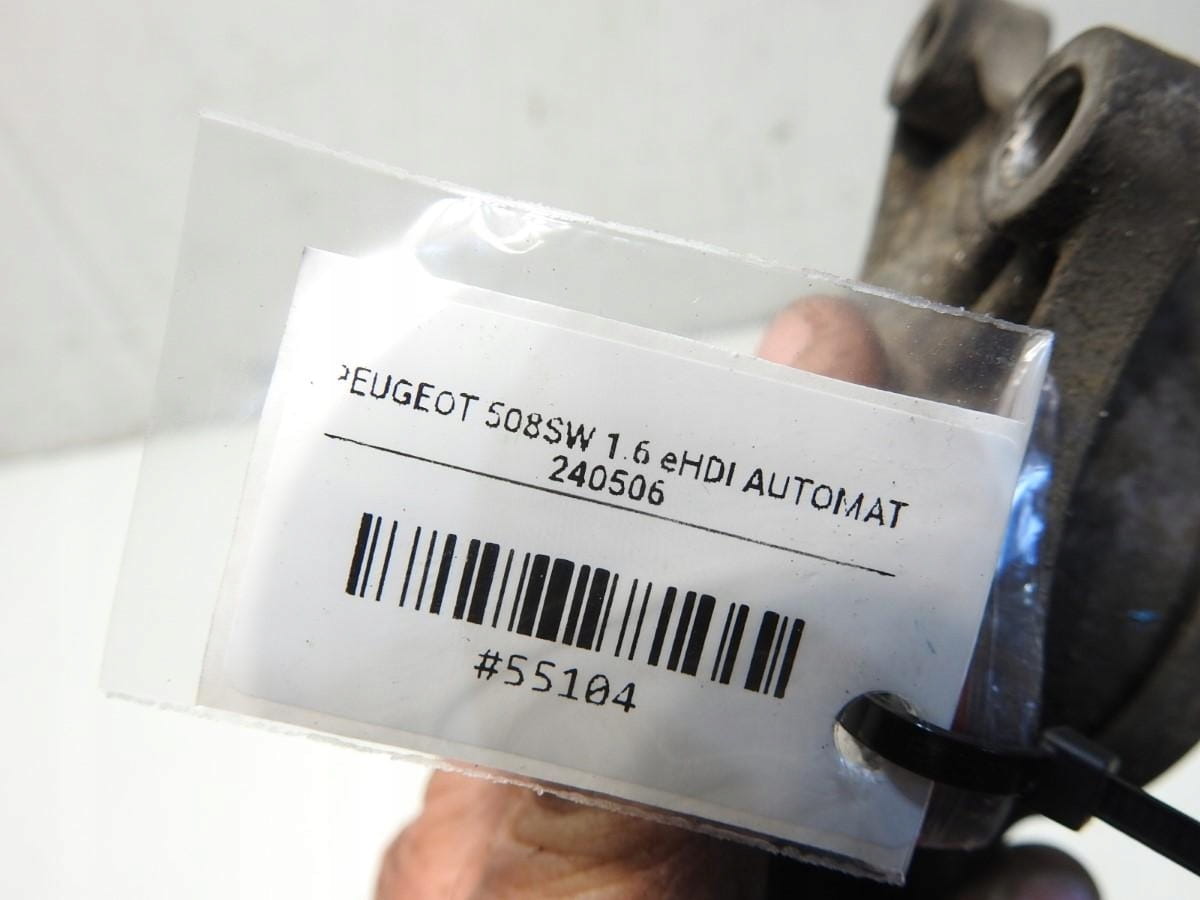 PEUGEOT 508SW 1.6 eHDI AUTOMAT
240506
#55104